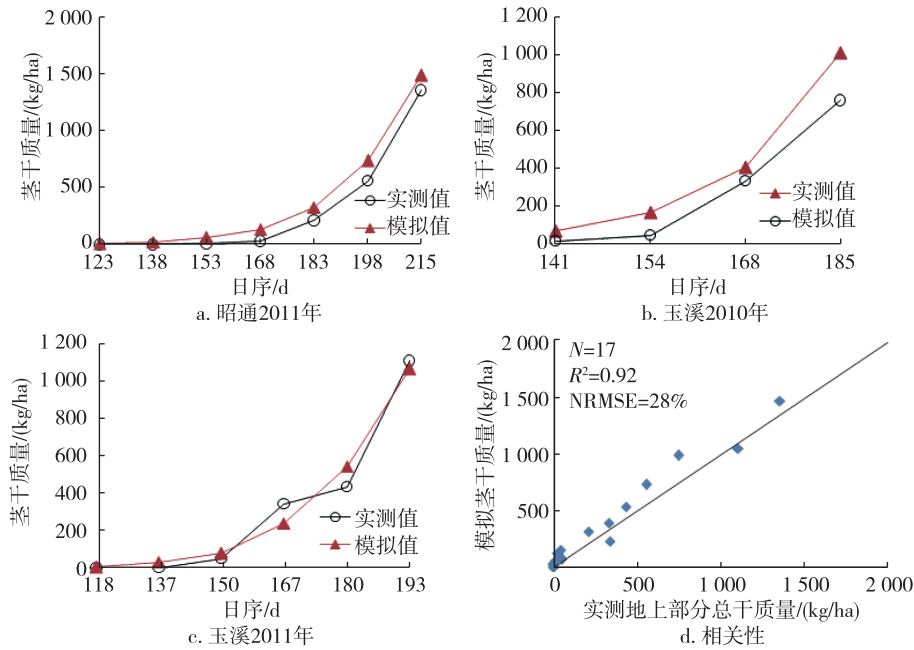 2 000
1 500
1 000
500
0
茎干质量/(kg/ha)
实测值
模拟值
123 138 153 168 183 198 215
日序/d
a. 昭通2011年
1 200
1 000
800
600
400
200
0
茎干质量/(kg/ha)
实测值
模拟值
141 154 168 185
日序/d
b. 玉溪2010年
1 200
1 000
800
600
400
200
0
茎干质量/(kg/ha)
实测值
模拟值
118 137 150 167 180 193
日序/d
c. 玉溪2011年
2 000
1 500
1 000
500
模拟茎干质量/(kg/ha)
N=17
R²=0.92
NRMSE=28%
0 500 1 000 1 500 2 000
实测地上部分总干质量/(kg/ha)
d. 相关性